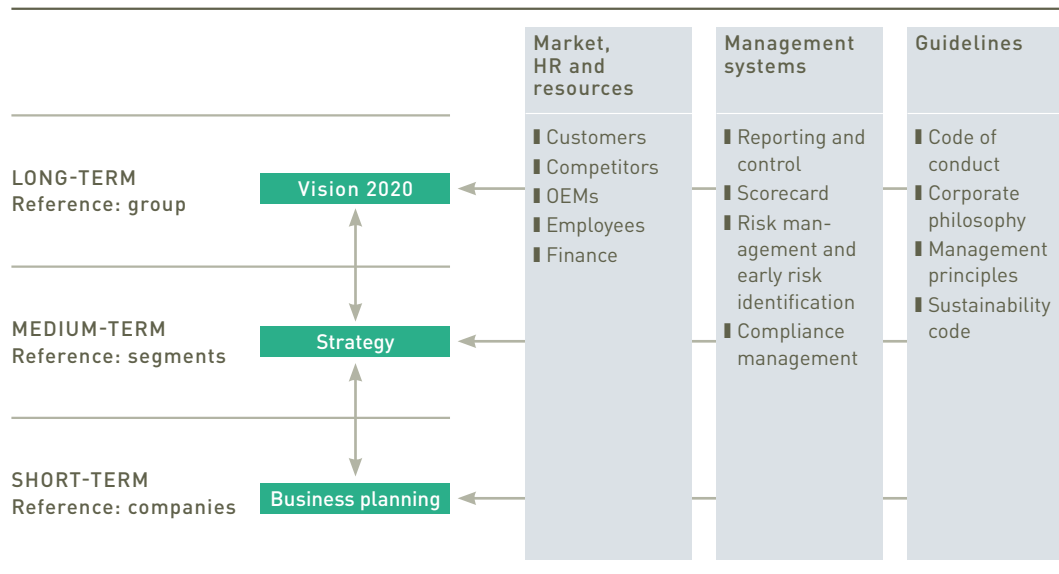 Market,
HR and
resources
Management
systems
Guidelines
LONG-TERM
Reference: group
Vision 2020
MEDIUM-TERM
Reference: segments
Strategy
SHORT-TERM
Reference: companies
Business planning
Customers
Competitors
OEMs
Employees
Finance
Reporting and
control
Scorecard
Risk man-
agement and
early risk
identification
Compliance
management
Code of
conduct
Corporate
philosophy
Management
principles
Sustainability
code